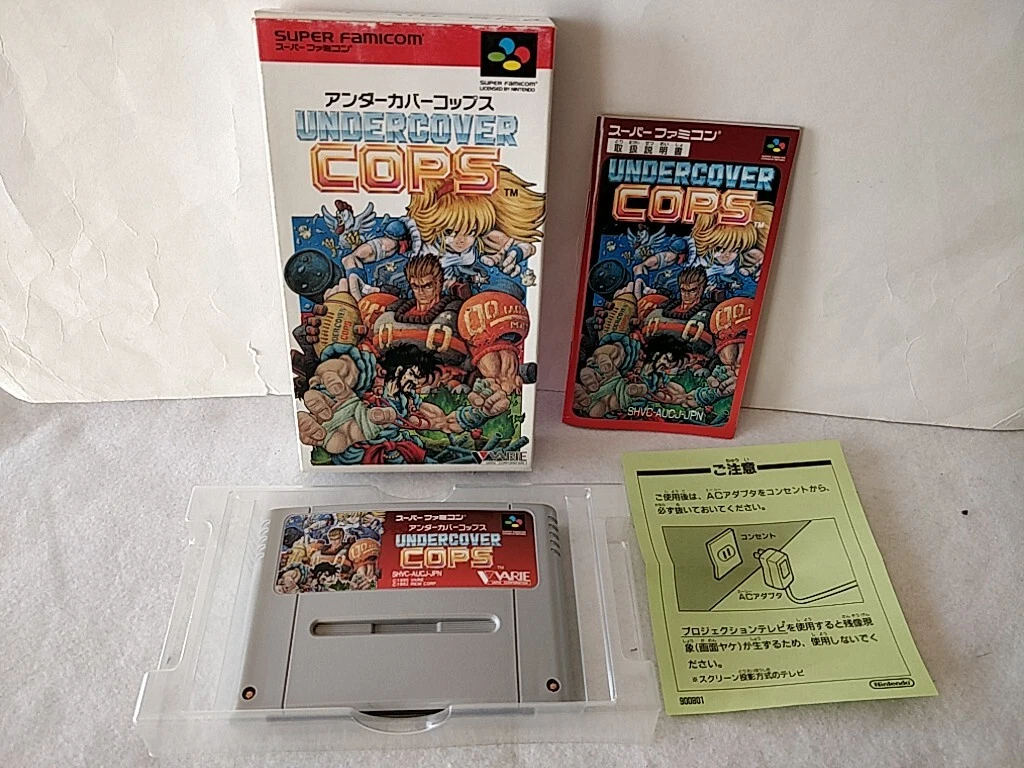 SUPER FAMICOM
スーパーファミコン
SUPER FAMICOM
LICENSED BY NINTENDO
アンダーカバーコップス
UNDERCOVER
COPS
TM
UNDERCOVER
COPS
VARIE
スーパーファミコン
取扱説明書
UNDERCOVER
COPS
TM
SHVC-AUCJ-JPN
スーパーファミコン
アンダーカバーコップス
UNDERCOVER
COPS
TM
SHVC-AUCJ-JPN
VARIE
ご注意
ご使用後は、ACアダプタをコンセントから、
必ず抜いておいてください。
コンセント
ACアダプタ
プロジェクションテレビを使用すると残像現
象(画面ヤケ)が生ずるため、使用しないでく
ださい。
※スクリーン投影方式のテレビ
Nintendo
900801